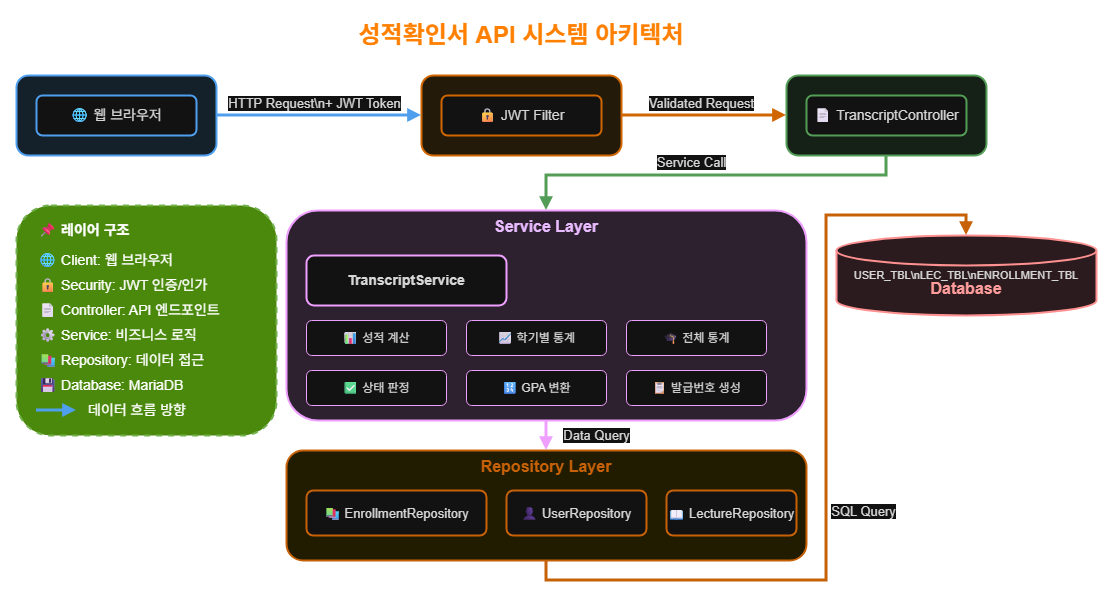 성적확인서 API 시스템 아키텍처
🌐 웹 브라우저
HTTP Request\n+ JWT Token
🔒 JWT Filter
Validated Request
📄 TranscriptController
Service Call
📌 레이어 구조
🌐 Client: 웹 브라우저
🔒 Security: JWT 인증/인가
📄 Controller: API 엔드포인트
⚙️ Service: 비즈니스 로직
📚 Repository: 데이터 접근
💾 Database: MariaDB
데이터 흐름 방향
Service Layer
TranscriptService
📊 성적 계산
📈 학기별 통계
🎓 전체 통계
✅ 상태 판정
🔢 GPA 변환
📋 발급번호 생성
USER_TBL\nLEC_TBL\nENROLLMENT_TBL
Database
Data Query
Repository Layer
📚 EnrollmentRepository
👤 UserRepository
📖 LectureRepository
SQL Query